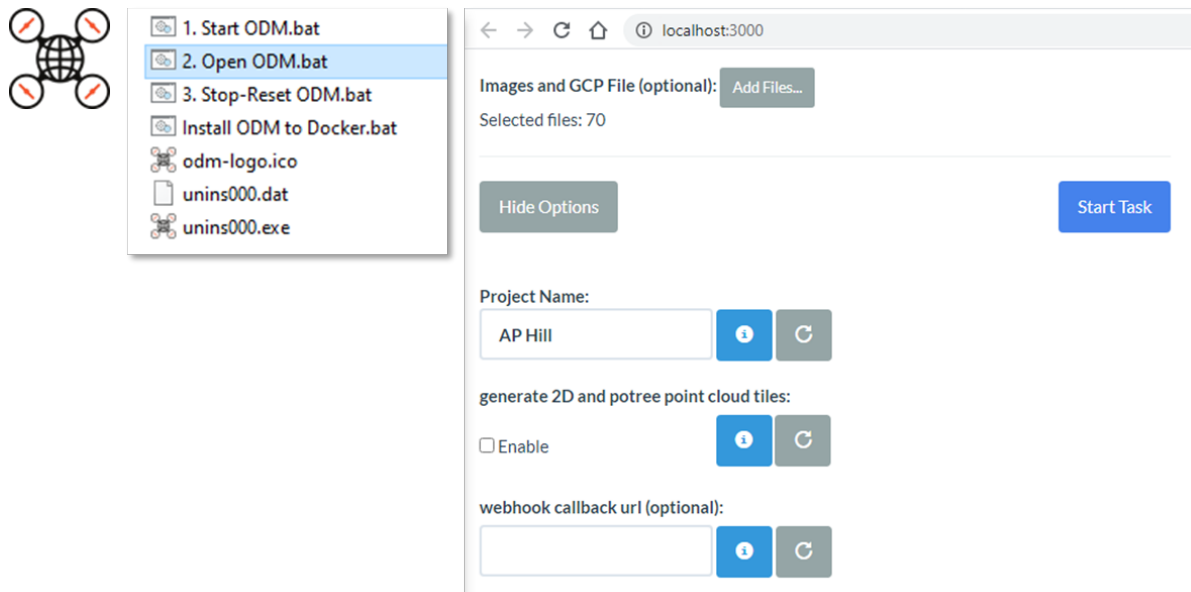 1. Start ODM.bat
2. Open ODM.bat
3. Stop-Reset ODM.bat
Install ODM to Docker.bat
odm-logo.ico
unins000.dat
unins000.exe
localhost:3000
Images and GCP File (optional): Add Files...
Selected files: 70
Hide Options Start Task
Project Name:
AP Hill
generate 2D and potree point cloud tiles:
Enable
webhook callback url (optional):